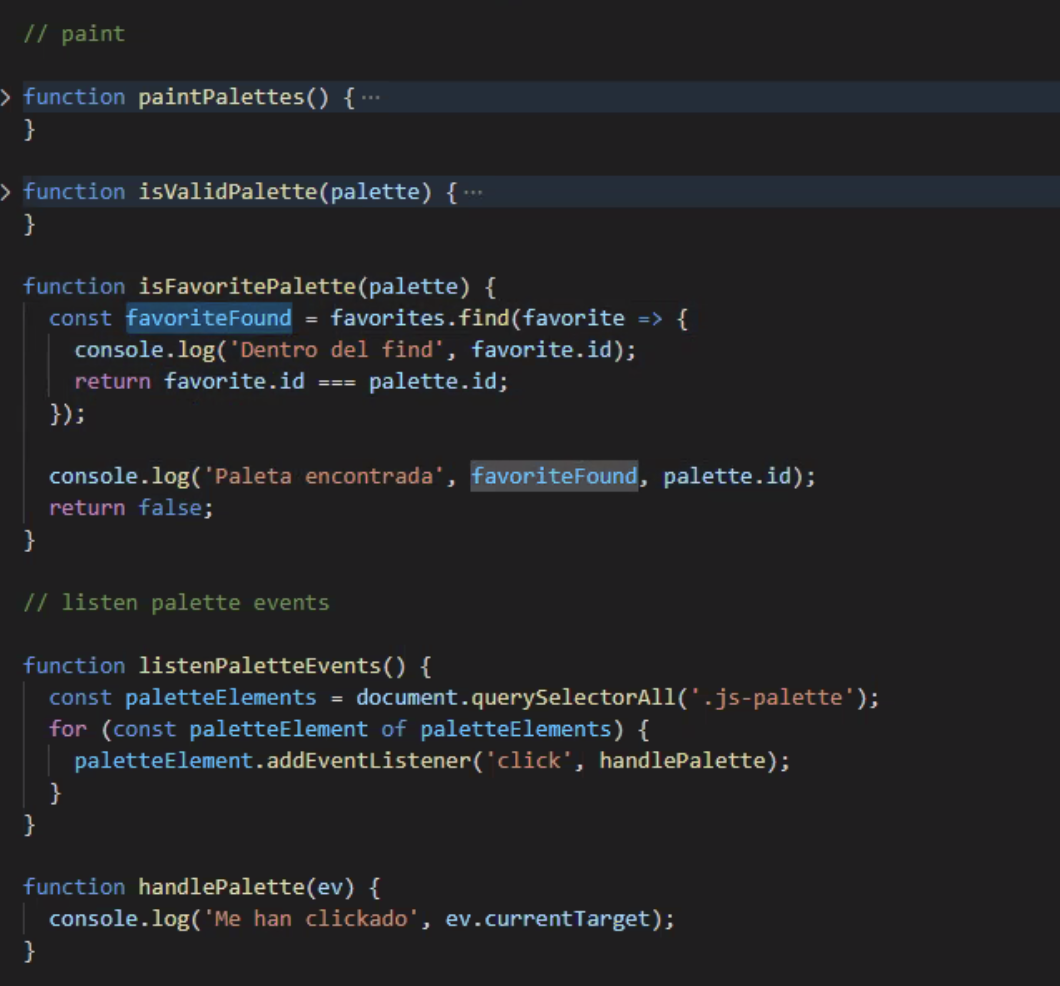 // paint
function paintPalettes() {···
}
function isValidPalette(palette) {···
}
function isFavoritePalette(palette) {
const favoriteFound = favorites.find(favorite => {
console.log('Dentro del find', favorite.id);
return favorite.id === palette.id;
});
console.log('Paleta encontrada', favoriteFound, palette.id);
return false;
}
// listen palette events
function listenPaletteEvents() {
const paletteElements = document.querySelectorAll('.js-palette');
for (const paletteElement of paletteElements) {
paletteElement.addEventListener('click', handlePalette);
}
}
function handlePalette(ev) {
console.log('Me han clickado', ev.currentTarget);
}